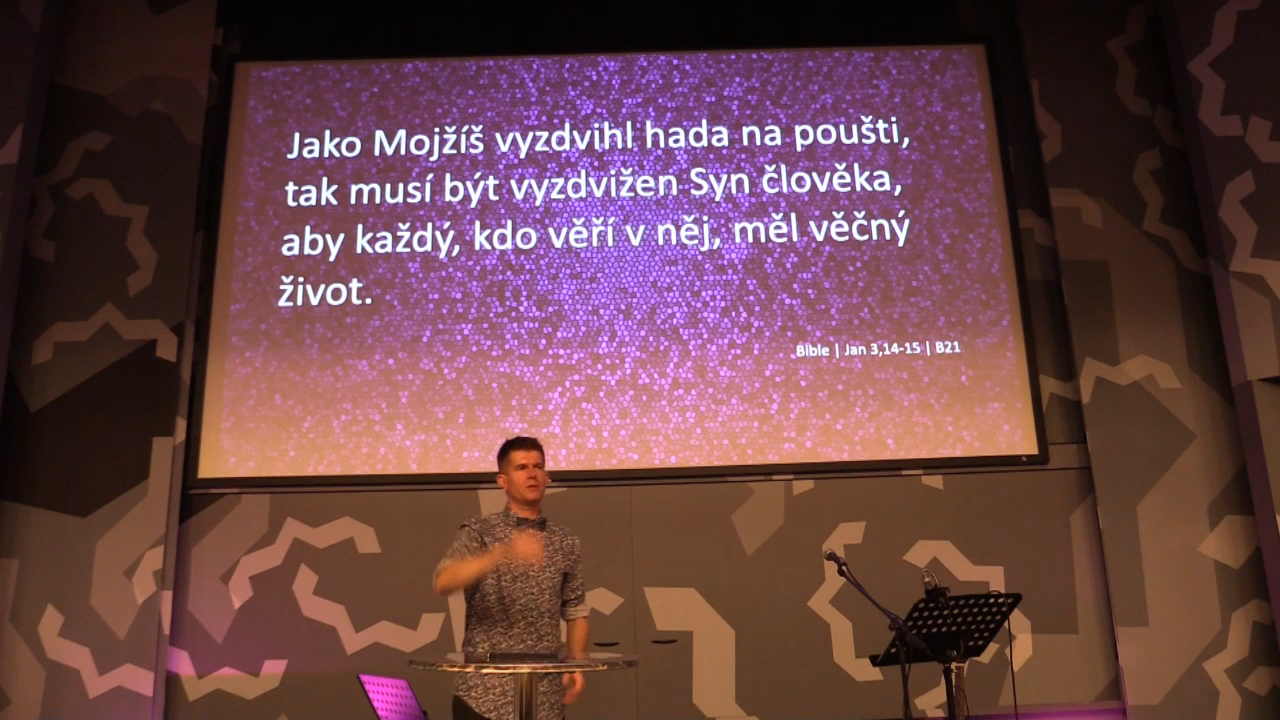 Jako Mojžíš vyzdvihl hada na poušti,
tak musí být vyzdvižen Syn člověka,
aby každý, kdo věří v něj, měl věčný
život.
Bible | Jan 3,14-15 | B21